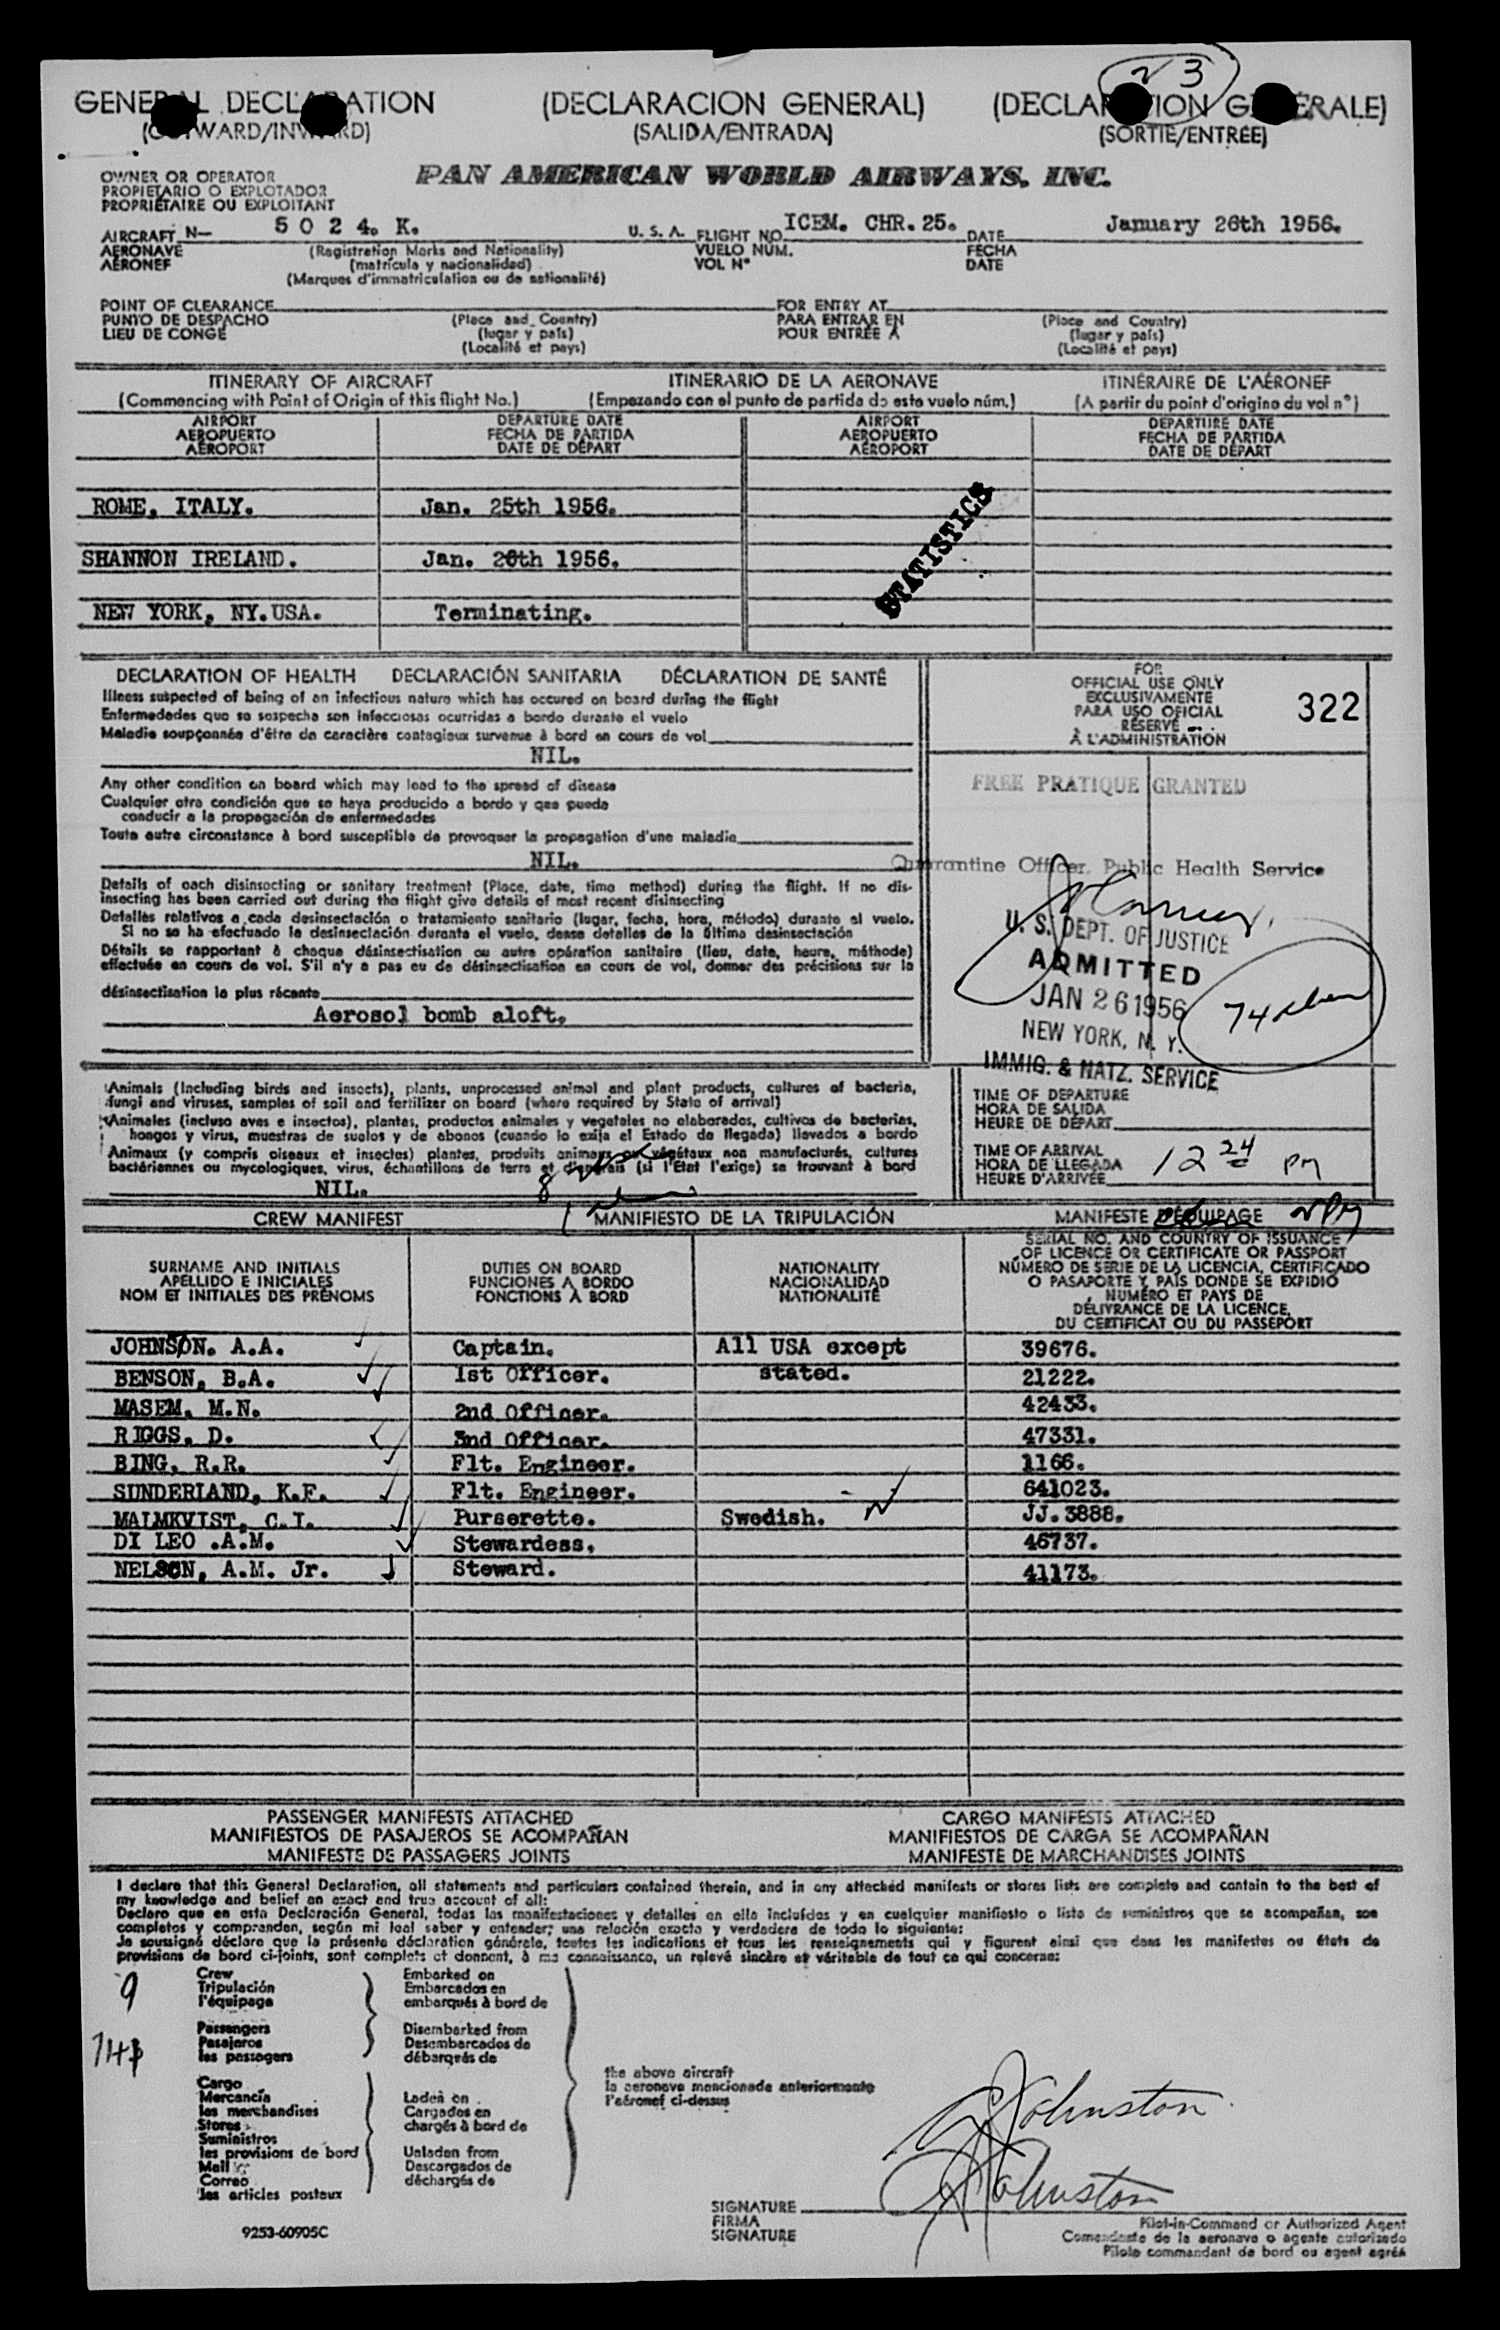 23
GENERAL DECLARATION (DECLARACION GENERAL) (DECLARATION GÉNÉRALE)
(OUTWARD/INWARD) (SALIDA/ENTRADA) (SORTIE/ENTRÉE)
OWNER OR OPERATOR
PROPIETARIO O EXPLOTADOR
PROPRIÉTAIRE OU EXPLOITANT
PAN AMERICAN WORLD AIRWAYS, INC.
AIRCRAFT N— 5 0 2 4. K. U. S. A. FLIGHT NO. ICEM. CHR. 25. DATE January 26th 1956.
AERONAVE (Registration Marks and Nationality) VUELO NÚM. FECHA
AÉRONEF (matrícula y nacionalidad) VOL Nº DATE
(Marques d'immatriculation ou de nationalité)
POINT OF CLEARANCE FOR ENTRY AT
PUNTO DE DESPACHO (Place and Country) PARA ENTRAR EN (Place and Country)
LIEU DE CONGÉ (lugar y país) POUR ENTRÉE À (lugar y país)
(Localité et pays) (Localité et pays)
ITINERARY OF AIRCRAFT ITINERARIO DE LA AERONAVE ITINÉRAIRE DE L'AÉRONEF
(Commencing with Point of Origin of this flight No.) (Empezando con el punto de partida de este vuelo núm.) (A partir du point d'origine du vol nº)
AIRPORT DEPARTURE DATE AIRPORT DEPARTURE DATE
AEROPUERTO FECHA DE PARTIDA AEROPUERTO FECHA DE PARTIDA
AÉROPORT DATE DE DÉPART AÉROPORT DATE DE DÉPART
ROME, ITALY. Jan. 25th 1956.
SHANNON IRELAND. Jan. 26th 1956.
NEW YORK, NY.USA. Terminating.
STATISTICS
DECLARATION OF HEALTH DECLARACIÓN SANITARIA DÉCLARATION DE SANTÉ
Illness suspected of being of an infectious nature which has occured on board during the flight
Enfermedades que se sospecha son infecciosas ocurridas a bordo durante el vuelo
Maladie soupçonnée d'être de caractère contagieux survenue à bord en cours de vol
NIL.
Any other condition on board which may lead to the spread of disease
Cualquier otra condición que se haya producido a bordo y que pueda
conducir a la propagación de enfermedades
Toute autre circonstance à bord susceptible de provoquer la propagation d'une maladie
NIL.
Details of each disinsecting or sanitary treatment (Place, date, time method) during the flight. If no dis-
insecting has been carried out during the flight give details of most recent disinsecting
Detalles relativos a cada desinsectación o tratamiento sanitario (lugar, fecha, hora, método) durante el vuelo.
Si no se ha efectuado la desinsectación durante el vuelo, dense detalles de la última desinsectación
Détails se rapportant à chaque désinsectisation ou autre opération sanitaire (lieu, date, heure, méthode)
effectuée en cours de vol. S'il n'y a pas eu de désinsectisation en cours de vol, donner des précisions sur la
désinsectisation la plus récente
Aerosol bomb aloft.
FOR
OFFICIAL USE ONLY
EXCLUSIVAMENTE
PARA USO OFICIAL
RÉSERVÉ
À L'ADMINISTRATION
322
FREE PRATIQUE GRANTED
Quarantine Officer, Public Health Service
U. S. DEPT. OF JUSTICE
ADMITTED
JAN 26 1956
NEW YORK, N. Y.
IMMIG. & NATZ. SERVICE
74
Animals (Including birds and insects), plants, unprocessed animal and plant products, cultures of bacteria,
fungi and viruses, samples of soil and fertilizer on board (where required by State of arrival)
Animales (incluso aves e insectos), plantas, productos animales y vegetales no elaborados, cultivos de bacterias,
hongos y virus, muestras de suelos y de abonos (cuando lo exija el Estado de llegada) llevados a bordo
Animaux (y compris oiseaux et insectes) plantes, produits animaux ou végétaux non manufacturés, cultures
bactériennes ou mycologiques, virus, échantillons de terre et d'engrais (si l'État l'exige) se trouvant à bord
NIL.
8
1
TIME OF DEPARTURE
HORA DE SALIDA
HEURE DE DÉPART
TIME OF ARRIVAL
HORA DE LLEGADA
HEURE D'ARRIVÉE
12 24 PM
CREW MANIFEST MANIFIESTO DE LA TRIPULACIÓN MANIFESTE D'ÉQUIPAGE
SURNAME AND INITIALS
APELLIDO E INICIALES
NOM ET INITIALES DES PRÉNOMS
DUTIES ON BOARD
FUNCIONES A BORDO
FONCTIONS À BORD
NATIONALITY
NACIONALIDAD
NATIONALITÉ
SERIAL NO. AND COUNTRY OF ISSUANCE
OF LICENCE OR CERTIFICATE OR PASSPORT
NÚMERO DE SERIE DE LA LICENCIA, CERTIFICADO
O PASAPORTE Y PAÍS DONDE SE EXPIDIÓ
NUMÉRO ET PAYS DE
DÉLIVRANCE DE LA LICENCE,
DU CERTIFICAT OU DU PASSEPORT
JOHNSON. A.A. Captain. All USA except 39676.
BENSON, B.A. 1st Officer. stated. 21222.
MASEM, M.N. 2nd Officer. 42433.
RIGGS, D. 3nd Officer. 47331.
BING, R.R. Flt. Engineer. 1166.
SUNDERLAND, K.F. Flt. Engineer. 641023.
MALMKVIST, C.I. Purserette. Swedish. JJ.3888.
DI LEO .A.M. Stewardess. 46737.
NELSON, A.M. Jr. Steward. 41173.
PASSENGER MANIFESTS ATTACHED CARGO MANIFESTS ATTACHED
MANIFIESTOS DE PASAJEROS SE ACOMPAÑAN MANIFIESTOS DE CARGA SE ACOMPAÑAN
MANIFESTE DE PASSAGERS JOINTS MANIFESTE DE MARCHANDISES JOINTS
I declare that this General Declaration, all statements and particulars contained therein, and in any attached manifests or stores lists are complete and contain to the best of
my knowledge and belief an exact and true account of all:
Declaro que en esta Declaración General, todas las manifestaciones y detalles en ella incluídos y en cualquier manifiesto o lista de suministros que se acompañan, son
completos y comprenden, según mi leal saber y entender; una relación exacta y verdadera de todo lo siguiente:
Je soussigné déclare que la présente déclaration générale, toutes les indications et tous les renseignements qui y figurent ainsi que dans les manifestes ou états de
provisions de bord ci-joints, sont complets et donnent, à ma connaissance, un relevé sincère et véritable de tout ce qui concerne:
9
Crew
Tripulación
l'équipage
Embarked on
Embarcados en
embarqués à bord de
74
Passengers
Pasajeros
les passagers
Disembarked from
Desembarcados de
débarqués de
Cargo
Mercancía
les merchandises
Stores
Suministros
les provisions de bord
Mail
Correo
les articles postaux
Laden on
Cargados en
chargés à bord de
Unladen from
Descargados de
déchargés de
the above aircraft
la aeronave mencionada anteriormente
l'aéronef ci-dessus
Johnston
Johnston
SIGNATURE
FIRMA
SIGNATURE
Pilot-in-Command or Authorized Agent
Comandante de la aeronave o agente autorizado
Pilote commandant de bord ou agent agréé
9253-60905C